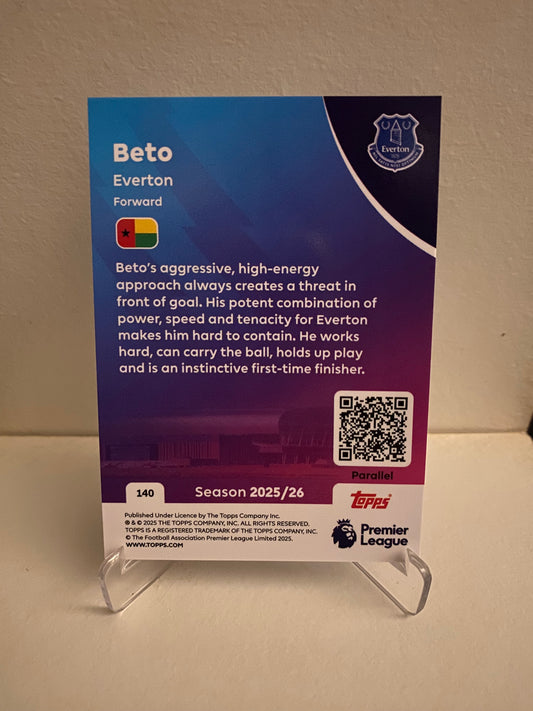 Beto
Everton
Everton
Forward
Beto's aggressive, high-energy
approach always creates a threat in
front of goal. His potent combination of
power, speed and tenacity for Everton
makes him hard to contain. He works
hard, can carry the ball, holds up play
and is an instinctive first-time finisher.
Parallel
140
Season 2025/26
Topps
Published Under Licence by The Topps Company Inc.
® & © 2025 THE TOPPS COMPANY, INC. ALL RIGHTS RESERVED.
TOPPS IS A REGISTERED TRADEMARK OF THE TOPPS COMPANY, INC.
© The Football Association Premier League Limited 2025.
WWW.TOPPS.COM
Premier
League